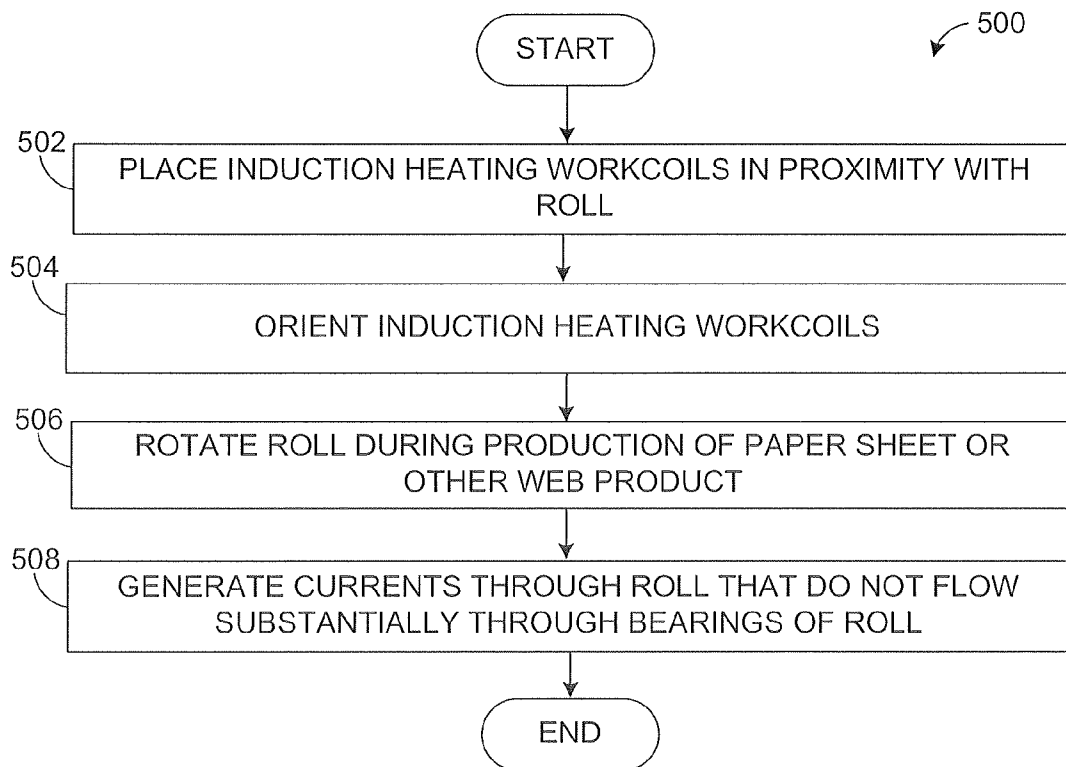 START
500
502
PLACE INDUCTION HEATING WORKCOILS IN PROXIMITY WITH
ROLL
504
ORIENT INDUCTION HEATING WORKCOILS
506
ROTATE ROLL DURING PRODUCTION OF PAPER SHEET OR
OTHER WEB PRODUCT
508
GENERATE CURRENTS THROUGH ROLL THAT DO NOT FLOW
SUBSTANTIALLY THROUGH BEARINGS OF ROLL
END